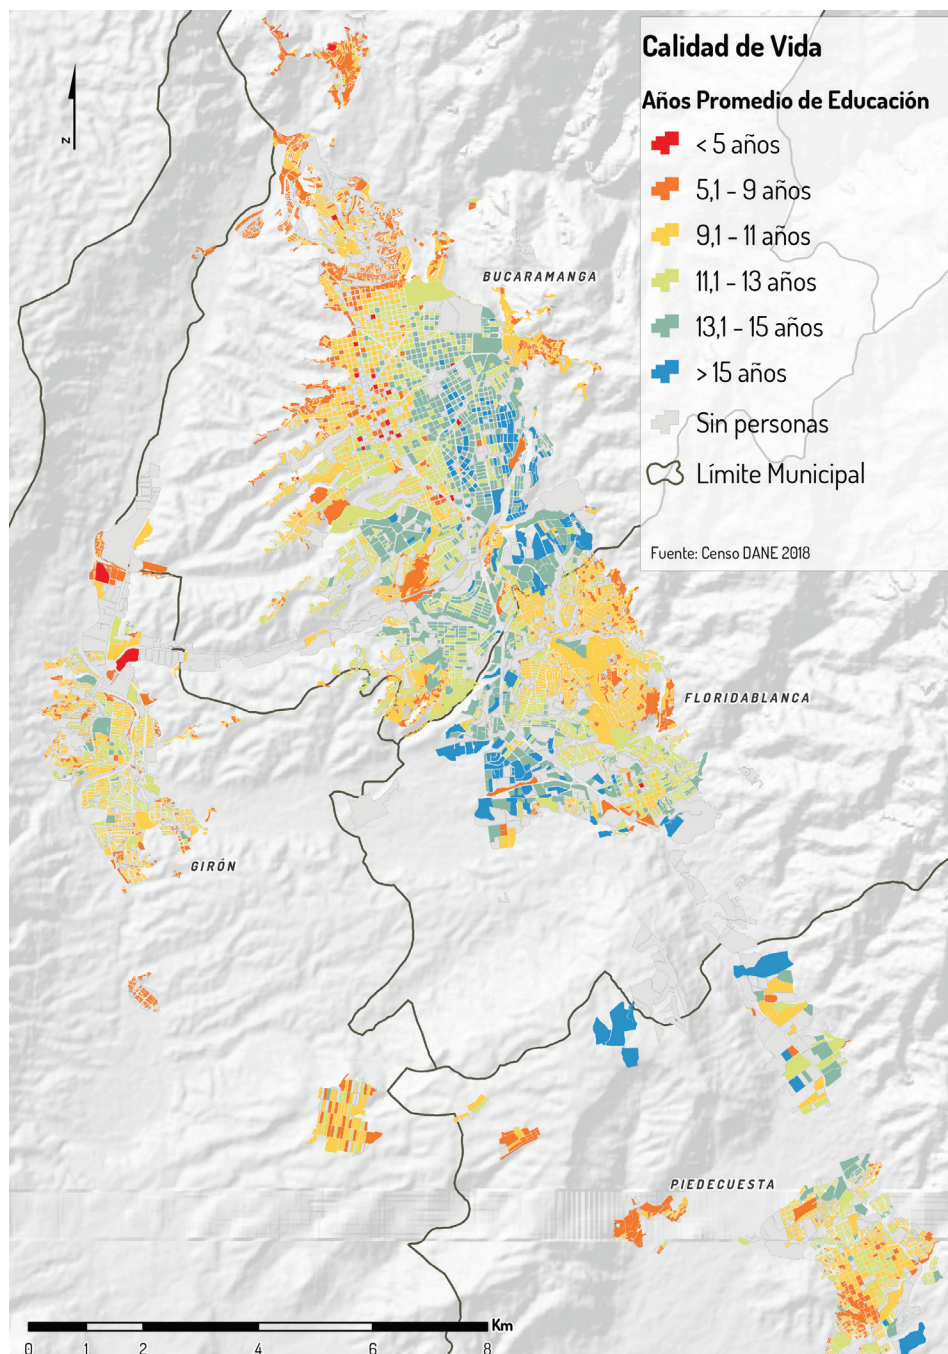 Calidad de Vida
Años Promedio de Educación
< 5 años
5,1 - 9 años
9,1 - 11 años
11,1 - 13 años
13,1 - 15 años
> 15 años
Sin personas
Límite Municipal
Fuente: Censo DANE 2018
N
BUCARAMANGA
FLORIDABLANCA
GIRÓN
PIEDECUESTA
Km
0 1 2 4 6 8